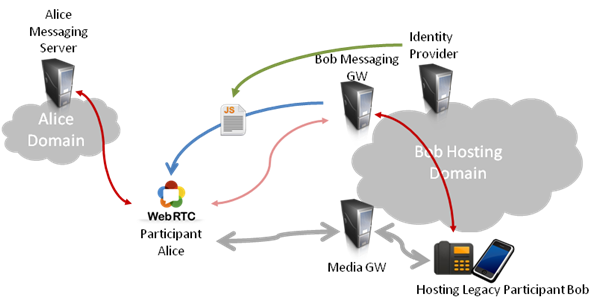 Alice
Messaging
Server
Identity
Provider
Bob Messaging
GW
JS
Alice
Domain
Bob Hosting
Domain
WebRTC
Participant
Alice
Media GW
Hosting Legacy Participant Bob